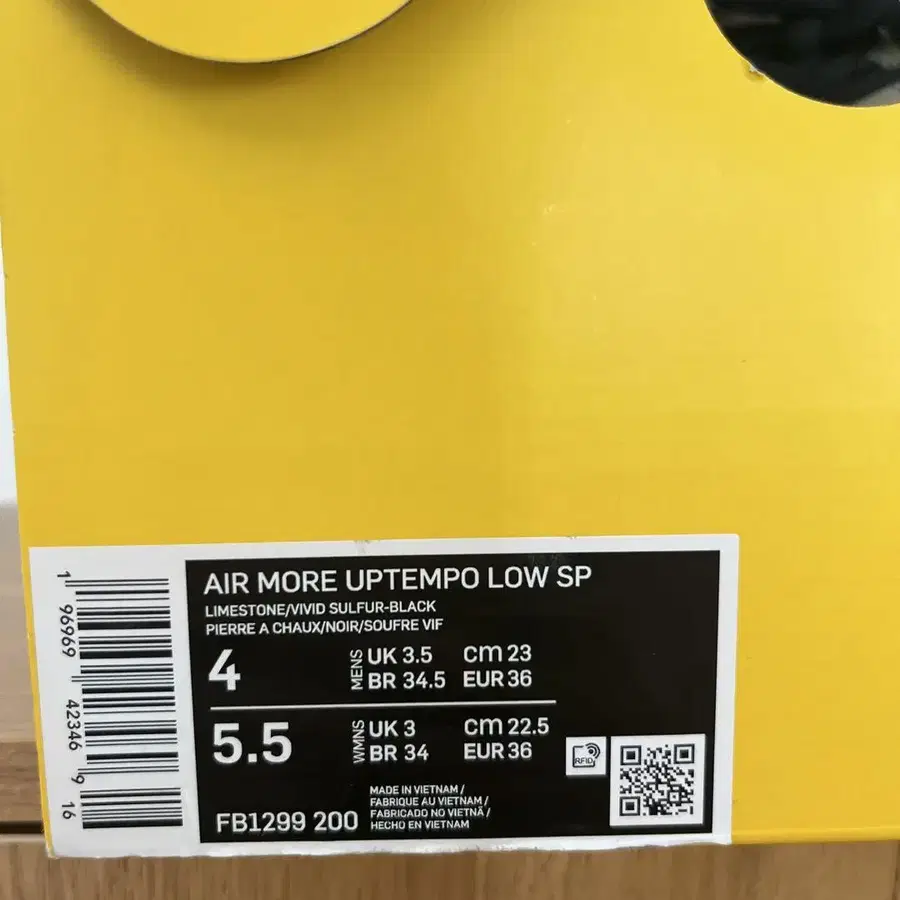 AIR MORE UPTEMPO LOW SP
LIMESTONE/VIVID SULFUR-BLACK
PIERRE A CHAUX/NOIR/SOUFRE VIF
4 MENS UK 3.5 CM 23
BR 34.5 EUR 36
5.5 WMNS UK 3 CM 22.5
BR 34 EUR 36
RFID
FB1299 200
MADE IN VIETNAM /
FABRIQUE AU VIETNAM /
FABRICADO NO VIETNÃ /
HECHO EN VIETNAM
1 96969 42346 9 16